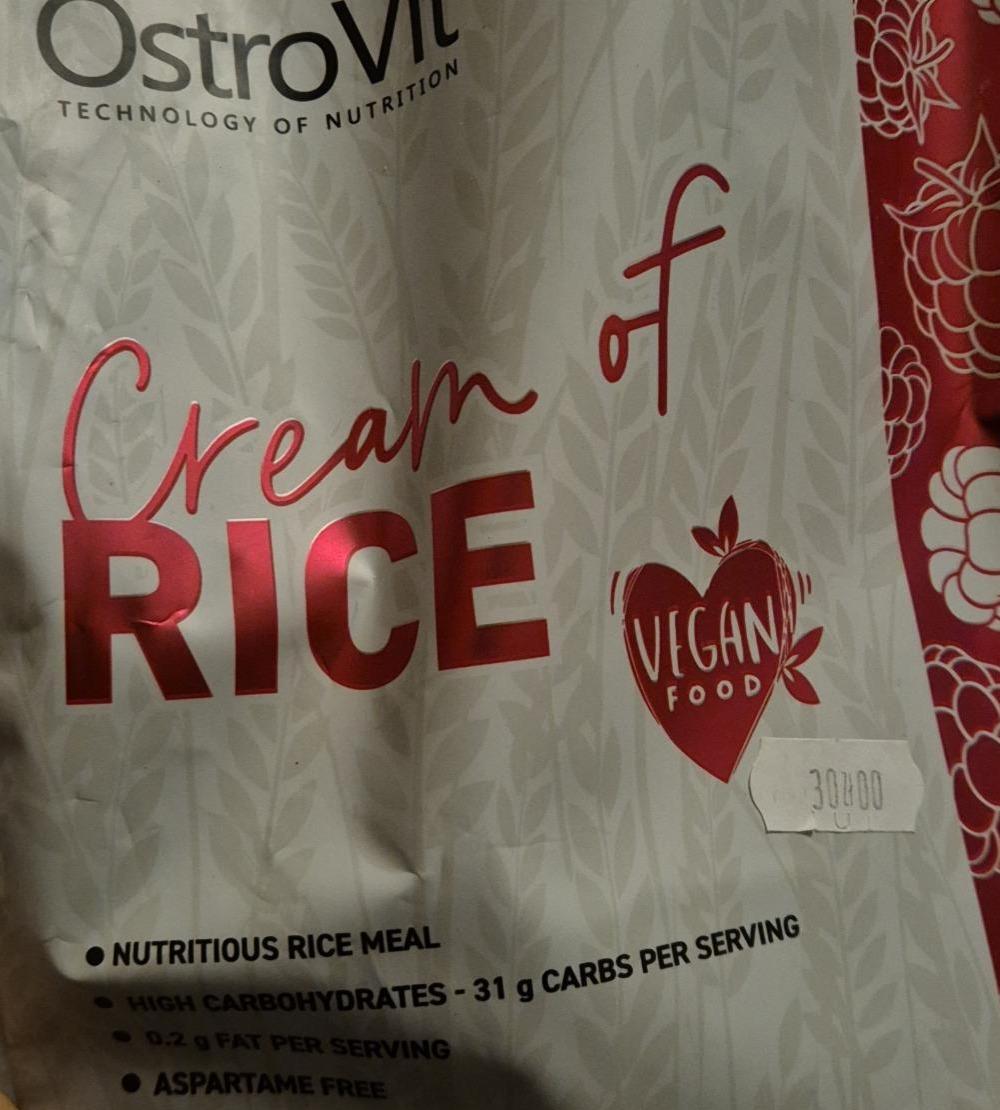 OstroVit
TECHNOLOGY OF NUTRITION
Cream of
RICE
VEGAN
FOOD
● NUTRITIOUS RICE MEAL
● HIGH CARBOHYDRATES - 31 g CARBS PER SERVING
● 0.2 g FAT PER SERVING
● ASPARTAME FREE